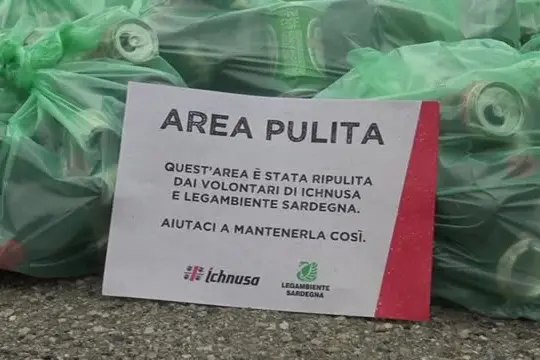 AREA PULITA
QUEST'AREA È STATA RIPULITA
DAI VOLONTARI DI ICHNUSA
E LEGAMBIENTE SARDEGNA.
AIUTACI A MANTENERLA COSÌ.
ichnusa
LEGAMBIENTE
SARDEGNA